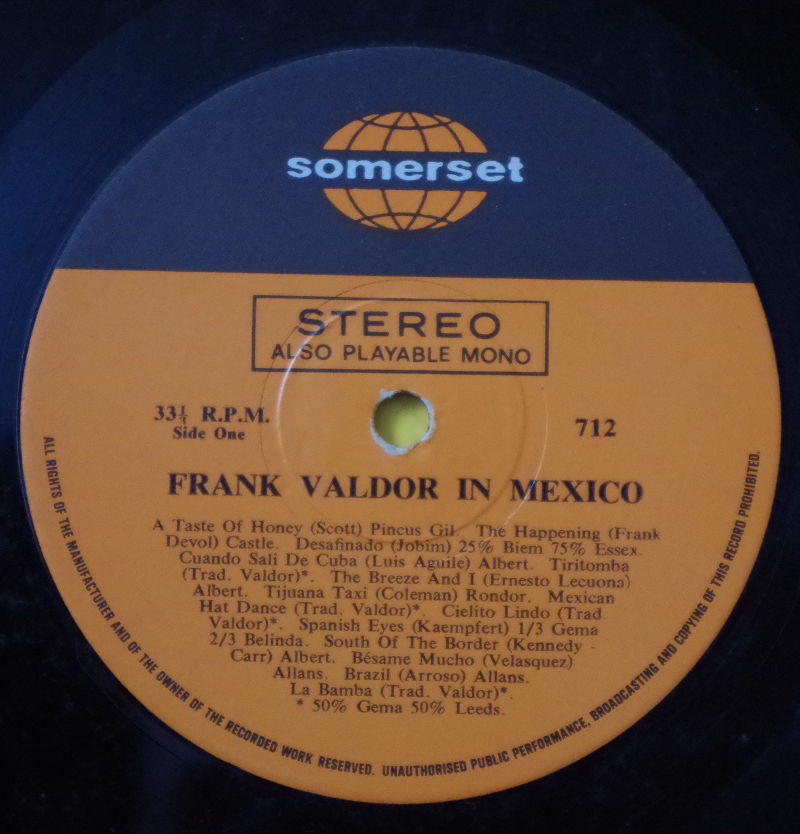 somerset
STEREO
ALSO PLAYABLE MONO
33⅓ R.P.M.
Side One
712
FRANK VALDOR IN MEXICO
A Taste Of Honey (Scott) Pincus Gil. The Happening (Frank
Devol) Castle. Desafinado (Jobim) 25% Biem 75% Essex
Cuando Sali De Cuba (Luis Aguile) Albert. Tiritomba
(Trad. Valdor)*. The Breeze And I (Ernesto Lecuona)
Albert. Tijuana Taxi (Coleman) Rondor. Mexican
Hat Dance (Trad. Valdor)*. Cielito Lindo (Trad
Valdor)*. Spanish Eyes (Kaempfert) 1/3 Gema
2/3 Belinda. South Of The Border (Kennedy -
Carr) Albert. Bésame Mucho (Velasquez)
Allans. Brazil (Arroso) Allans.
La Bamba (Trad. Valdor)*.
* 50% Gema 50% Leeds.
ALL RIGHTS OF THE MANUFACTURER AND OF THE OWNER OF THE RECORDED WORK RESERVED. UNAUTHORISED PUBLIC PERFORMANCE, BROADCASTING AND COPYING OF THIS RECORD PROHIBITED.